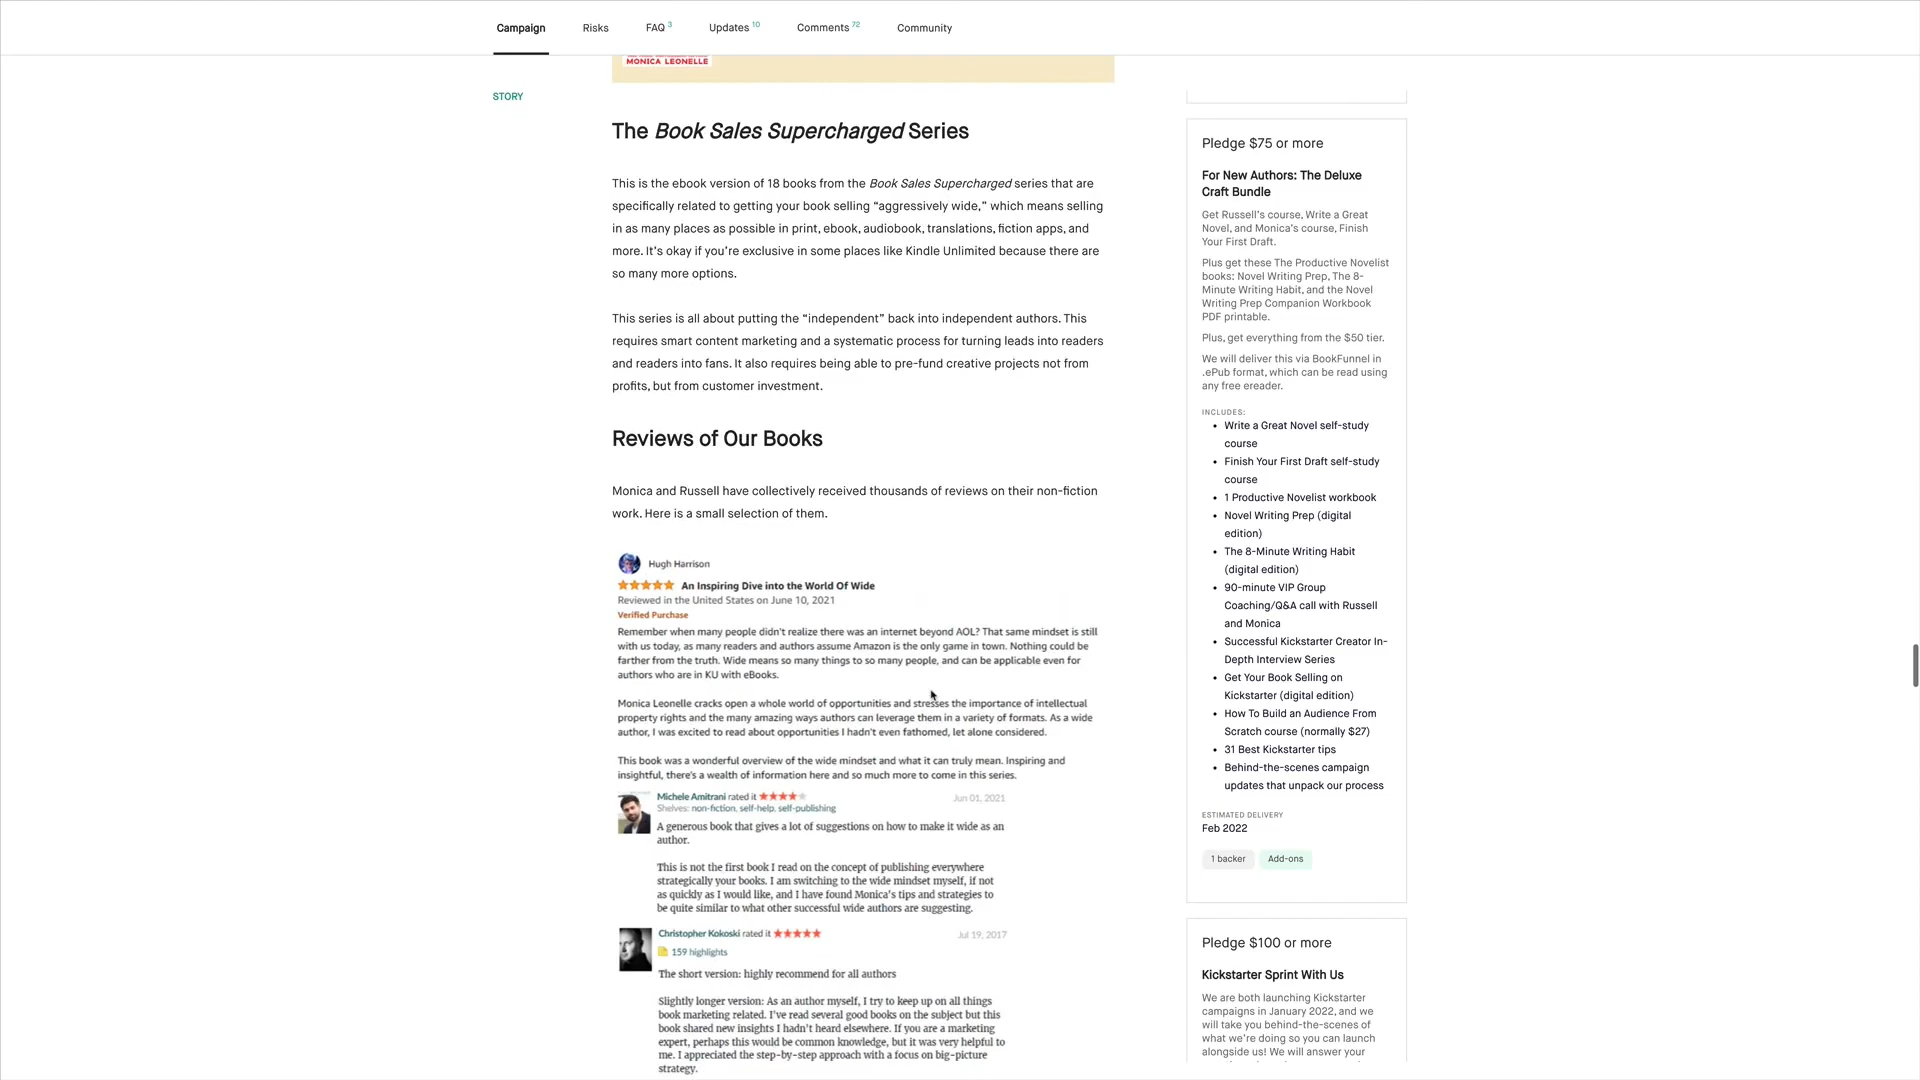 Campaign
Risks
FAQ 3
Updates 10
Comments 72
Community
MONICA LEONELLE
STORY
The Book Sales Supercharged Series
This is the ebook version of 18 books from the Book Sales Supercharged series that are
specifically related to getting your book selling “aggressively wide,” which means selling
in as many places as possible in print, ebook, audiobook, translations, fiction apps, and
more. It’s okay if you’re exclusive in some places like Kindle Unlimited because there are
so many more options.
This series is all about putting the “independent” back into independent authors. This
requires smart content marketing and a systematic process for turning leads into readers
and readers into fans. It also requires being able to pre-fund creative projects not from
profits, but from customer investment.
Reviews of Our Books
Monica and Russell have collectively received thousands of reviews on their non-fiction
work. Here is a small selection of them.
Hugh Harrison
An Inspiring Dive into the World Of Wide
Reviewed in the United States on June 10, 2021
Verified Purchase
Remember when many people didn't realize there was an internet beyond AOL? That same mindset is still
with us today, as many readers and authors assume Amazon is the only game in town. Nothing could be
farther from the truth. Wide means so many things to so many people, and can be applicable even for
authors who are in KU with eBooks.
Monica Leonelle cracks open a whole world of opportunities and stresses the importance of intellectual
property rights and the many amazing ways authors can leverage them in a variety of formats. As a wide
author, I was excited to read about opportunities I hadn't even fathomed, let alone considered.
This book was a wonderful overview of the wide mindset and what it can truly mean. Inspiring and
insightful, there's a wealth of information here and so much more to come in this series.
Michele Amitrani rated it
Jun 01, 2021
Shelves: non-fiction, self-help, self-publishing
A generous book that gives a lot of suggestions on how to make it wide as an
author.
This is not the first book I read on the concept of publishing everywhere
strategically your books. I am switching to the wide mindset myself, if not
as quickly as I would like, and I have found Monica's tips and strategies to
be quite similar to what other successful wide authors are suggesting.
Christopher Kokoski rated it
Jul 19, 2017
159 highlights
The short version: highly recommend for all authors
Slightly longer version: As an author myself, I try to keep up on all things
book marketing related. I've read several good books on the subject but this
book shared new insights I hadn't heard elsewhere. If you are a marketing
expert, perhaps this would be common knowledge, but it was very helpful to
me. I appreciated the step-by-step approach with a focus on big-picture
strategy.
Pledge $75 or more
For New Authors: The Deluxe
Craft Bundle
Get Russell’s course, Write a Great
Novel, and Monica’s course, Finish
Your First Draft.
Plus get these The Productive Novelist
books: Novel Writing Prep, The 8-
Minute Writing Habit, and the Novel
Writing Prep Companion Workbook
PDF printable.
Plus, get everything from the $50 tier.
We will deliver this via BookFunnel in
.ePub format, which can be read using
any free ereader.
INCLUDES:
• Write a Great Novel self-study
course
• Finish Your First Draft self-study
course
• 1 Productive Novelist workbook
• Novel Writing Prep (digital
edition)
• The 8-Minute Writing Habit
(digital edition)
• 90-minute VIP Group
Coaching/Q&A call with Russell
and Monica
• Successful Kickstarter Creator In-
Depth Interview Series
• Get Your Book Selling on
Kickstarter (digital edition)
• How To Build an Audience From
Scratch course (normally $27)
• 31 Best Kickstarter tips
• Behind-the-scenes campaign
updates that unpack our process
ESTIMATED DELIVERY
Feb 2022
1 backer
Add-ons
Pledge $100 or more
Kickstarter Sprint With Us
We are both launching Kickstarter
campaigns in January 2022, and we
will take you behind-the-scenes of
what we’re doing so you can launch
alongside us! We will answer your